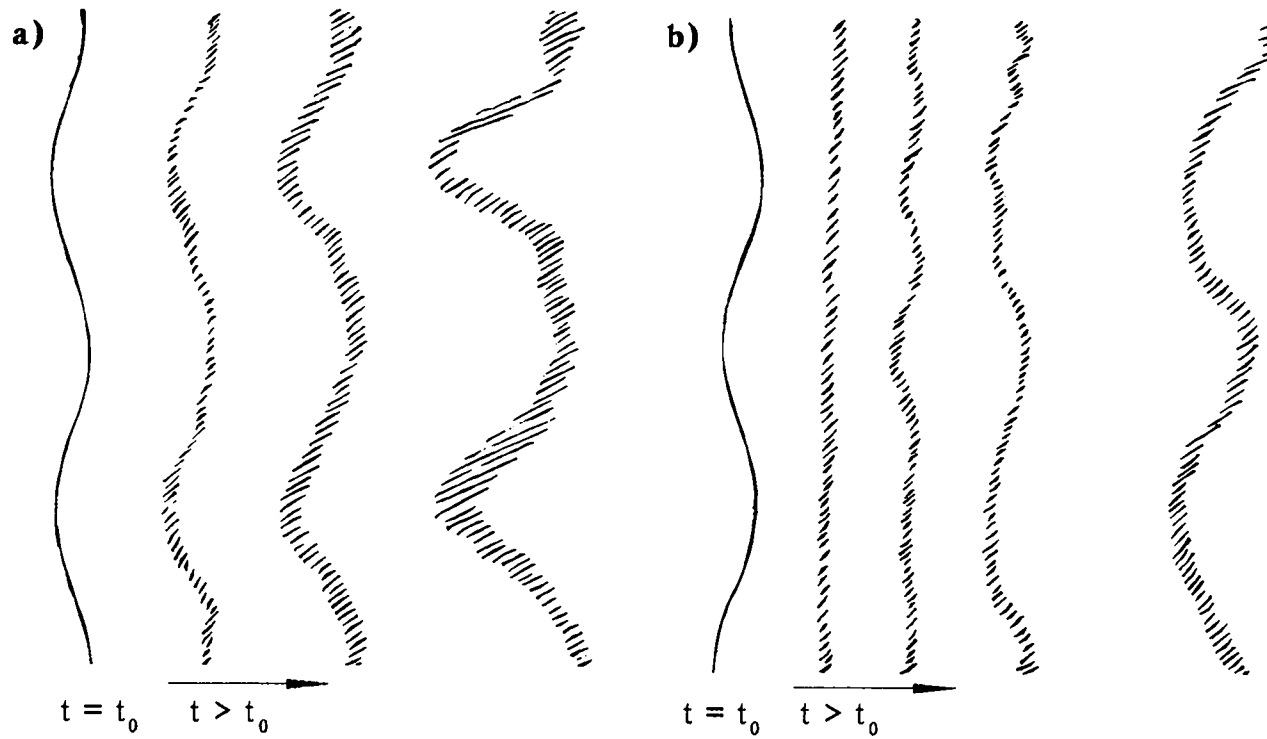 a)
b)
t = t₀ t > t₀
t = t₀ t > t₀